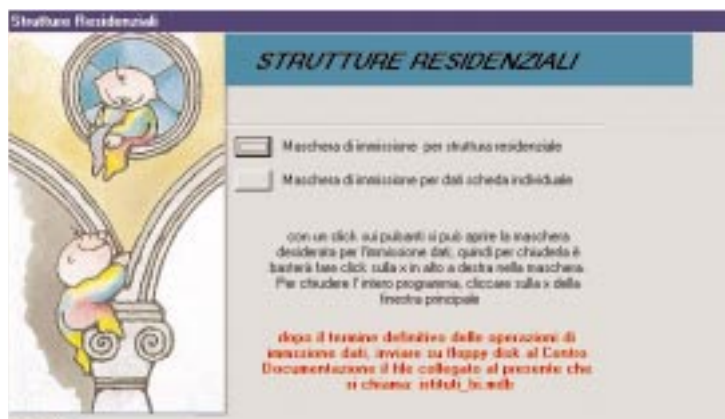 Strutture Residenziali
STRUTTURE RESIDENZIALI
Maschera di immissione per struttura residenziale
Maschera di immissione per dati scheda individuale
con un click sui pulsanti si può aprire la maschera
desiderata per l'immissione dati, quindi per chiuderla è
basterà fare click sulla x in alto a destra nella maschera.
Per chiudere l'intero programma, cliccare sulla x della
finestra principale
dopo il termine definitivo delle operazioni di
immissione dati, inviare su floppy disk al Centro
Documentazione il file collegato al presente che
si chiama: istituti_bi.mdb